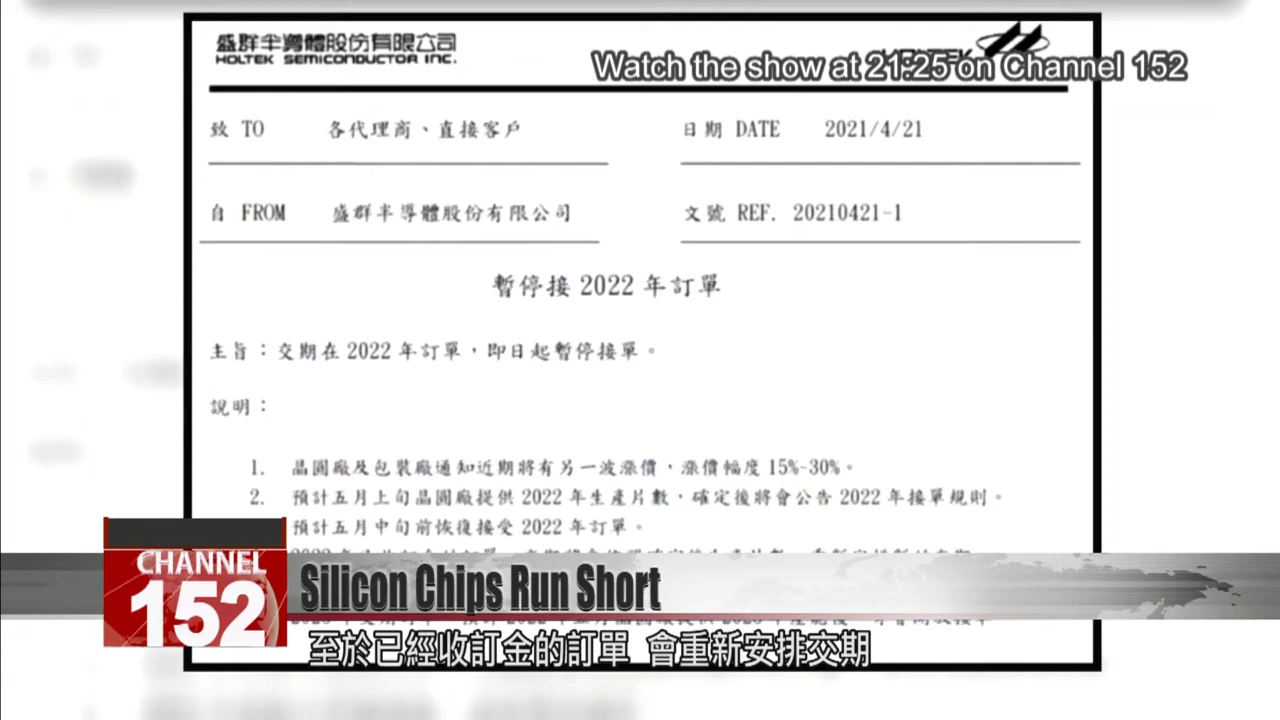 盛群半導體股份有限公司
HOLTEK SEMICONDUCTOR INC.
HOLTEK
Watch the show at 21:25 on Channel 152
致 TO 各代理商、直接客戶
日期 DATE 2021/4/21
自 FROM 盛群半導體股份有限公司
文號 REF. 20210421-1
暫停接 2022 年訂單
主旨：交期在 2022 年訂單，即日起暫停接單。
說明：
1. 晶圓廠及包裝廠通知近期將有另一波漲價，漲價幅度 15%-30%。
2. 預計五月上旬晶圓廠提供 2022 年生產片數，確定後將會公告 2022 年接單規則。
預計五月中旬前恢復接受 2022 年訂單。
CHANNEL
152
Silicon Chips Run Short
至於已經收訂金的訂單 會重新安排交期